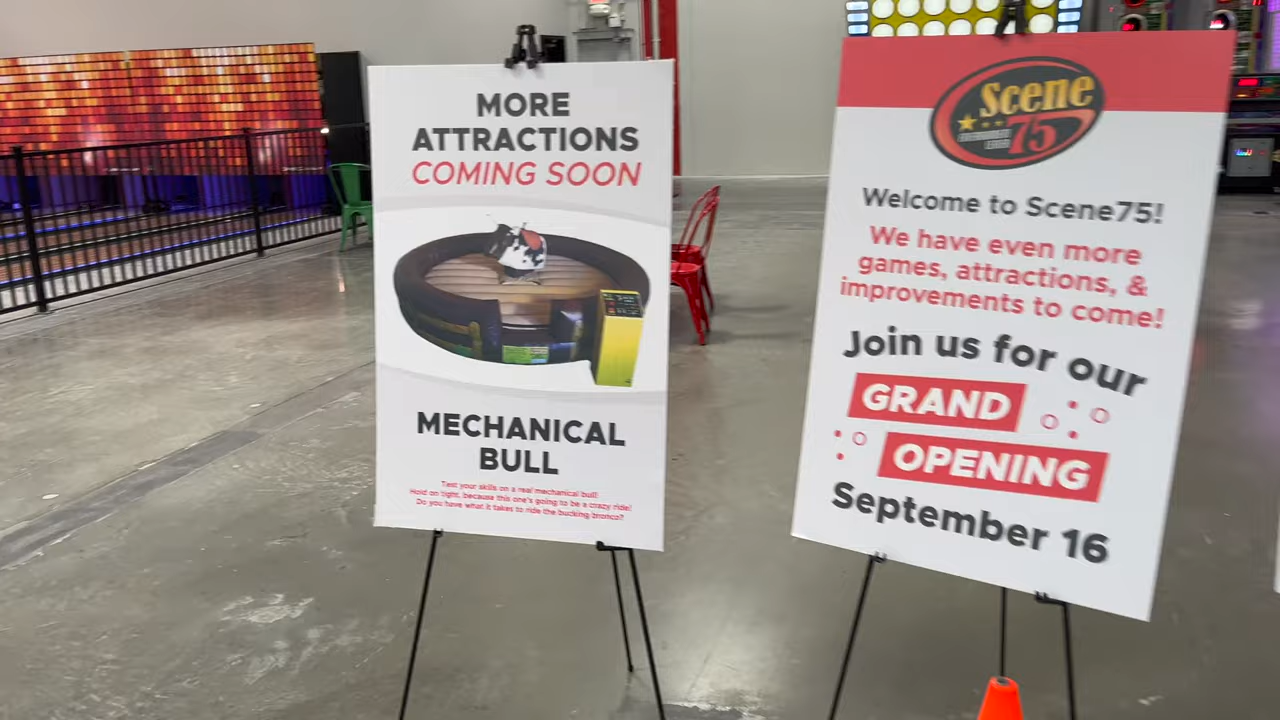 MORE
ATTRACTIONS
COMING SOON
MECHANICAL
BULL
Test your skills on a real mechanical bull!
Hold on tight, because this one's going to be a crazy ride!
Do you have what it takes to ride the bucking bronco?
Scene
75
Welcome to Scene75!
We have even more
games, attractions, &
improvements to come!
Join us for our
GRAND
OPENING
September 16